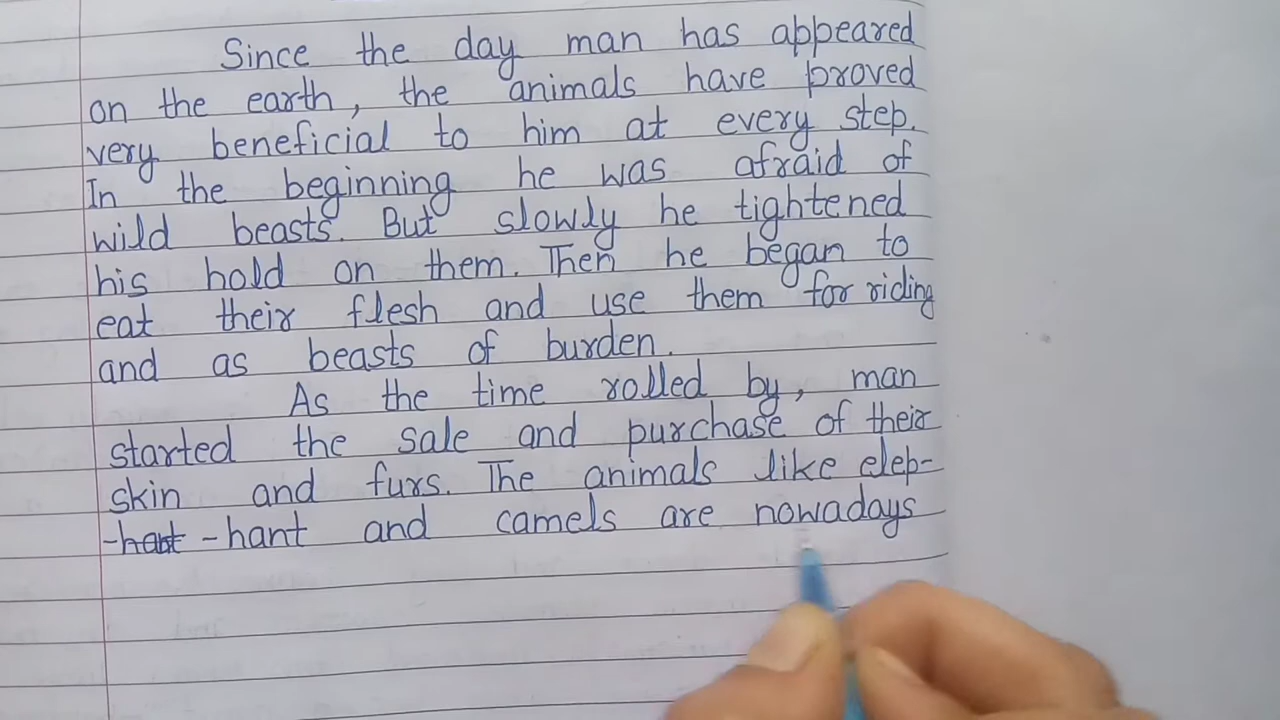 Since the day man has appeared
on the earth, the animals have proved
very beneficial to him at every step.
In the beginning he was afraid of
wild beasts. But slowly he tightened
his hold on them. Then he began to
eat their flesh and use them for riding
and as beasts of burden.
As the time rolled by, man
started the sale and purchase of their
skin and furs. The animals like elep-
-hant and camels are nowadays